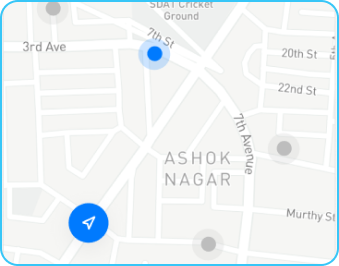 SDAT Cricket
Ground
7th St
3rd Ave
20th St
22nd St
7th Avenue
ASHOK
NAGAR
Murthy St